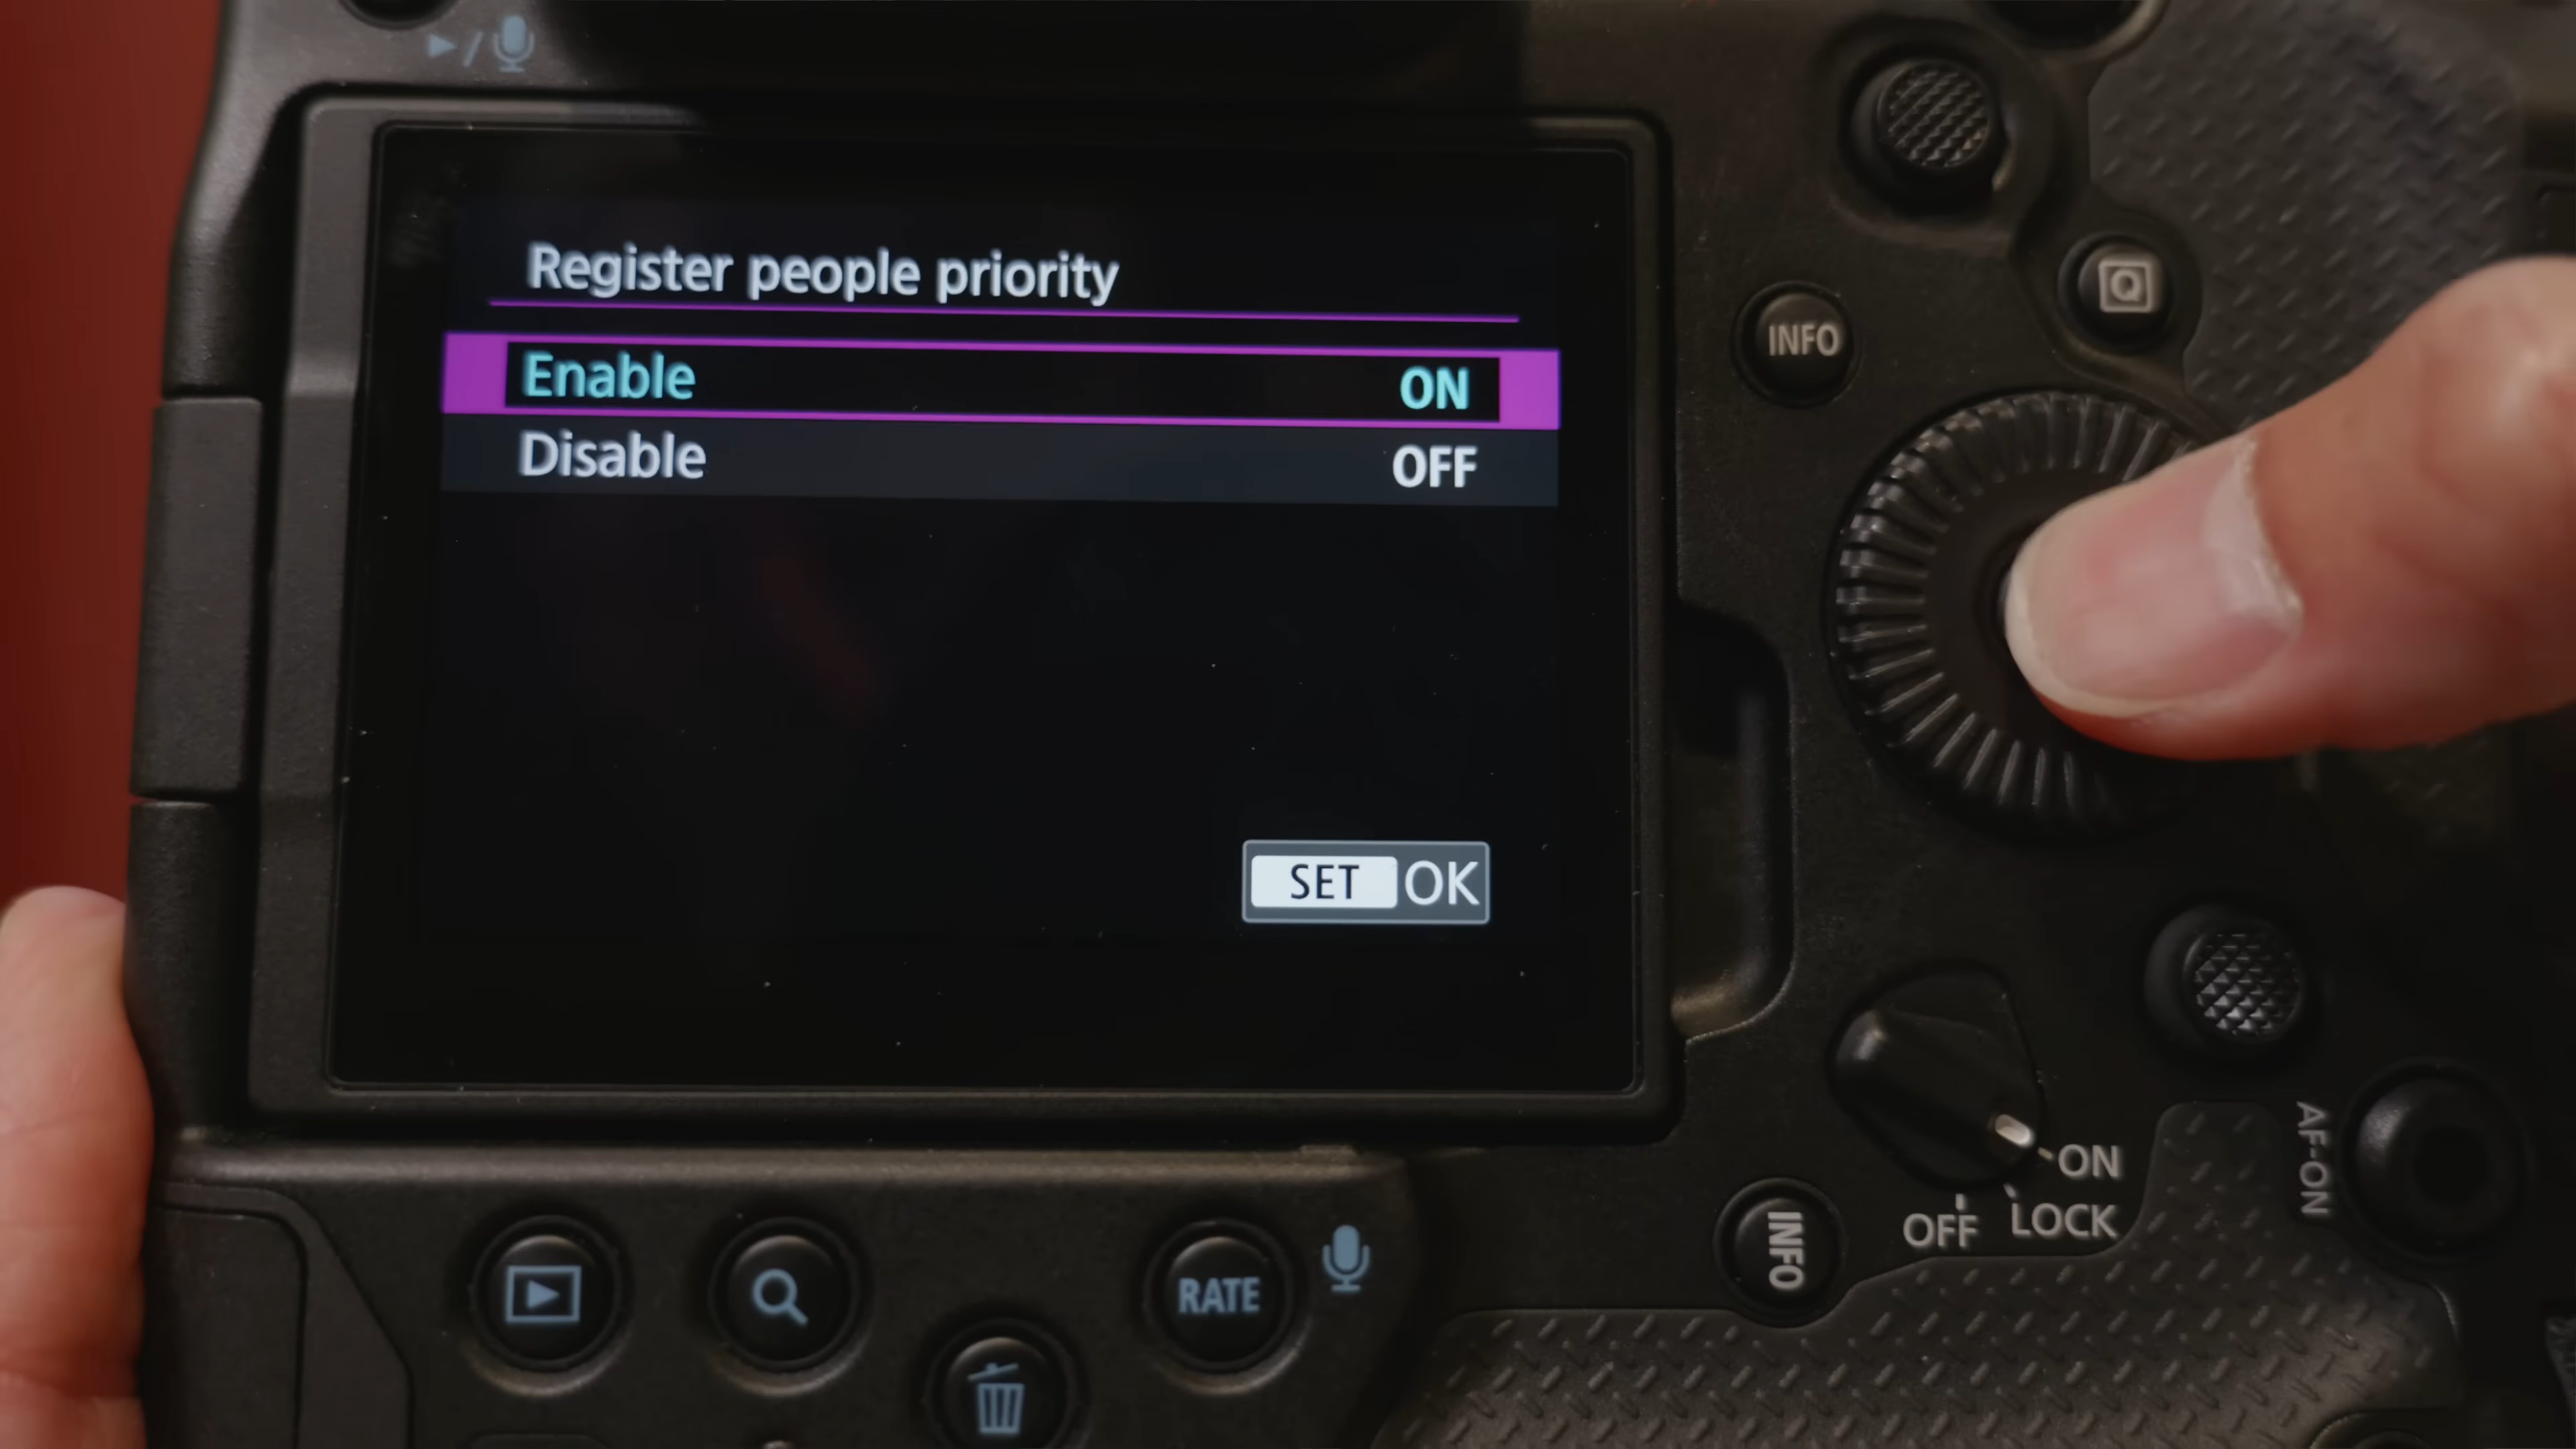 Register people priority
Enable ON
Disable OFF
SET OK
INFO
Q
ON
OFF LOCK
AF-ON
INFO
RATE